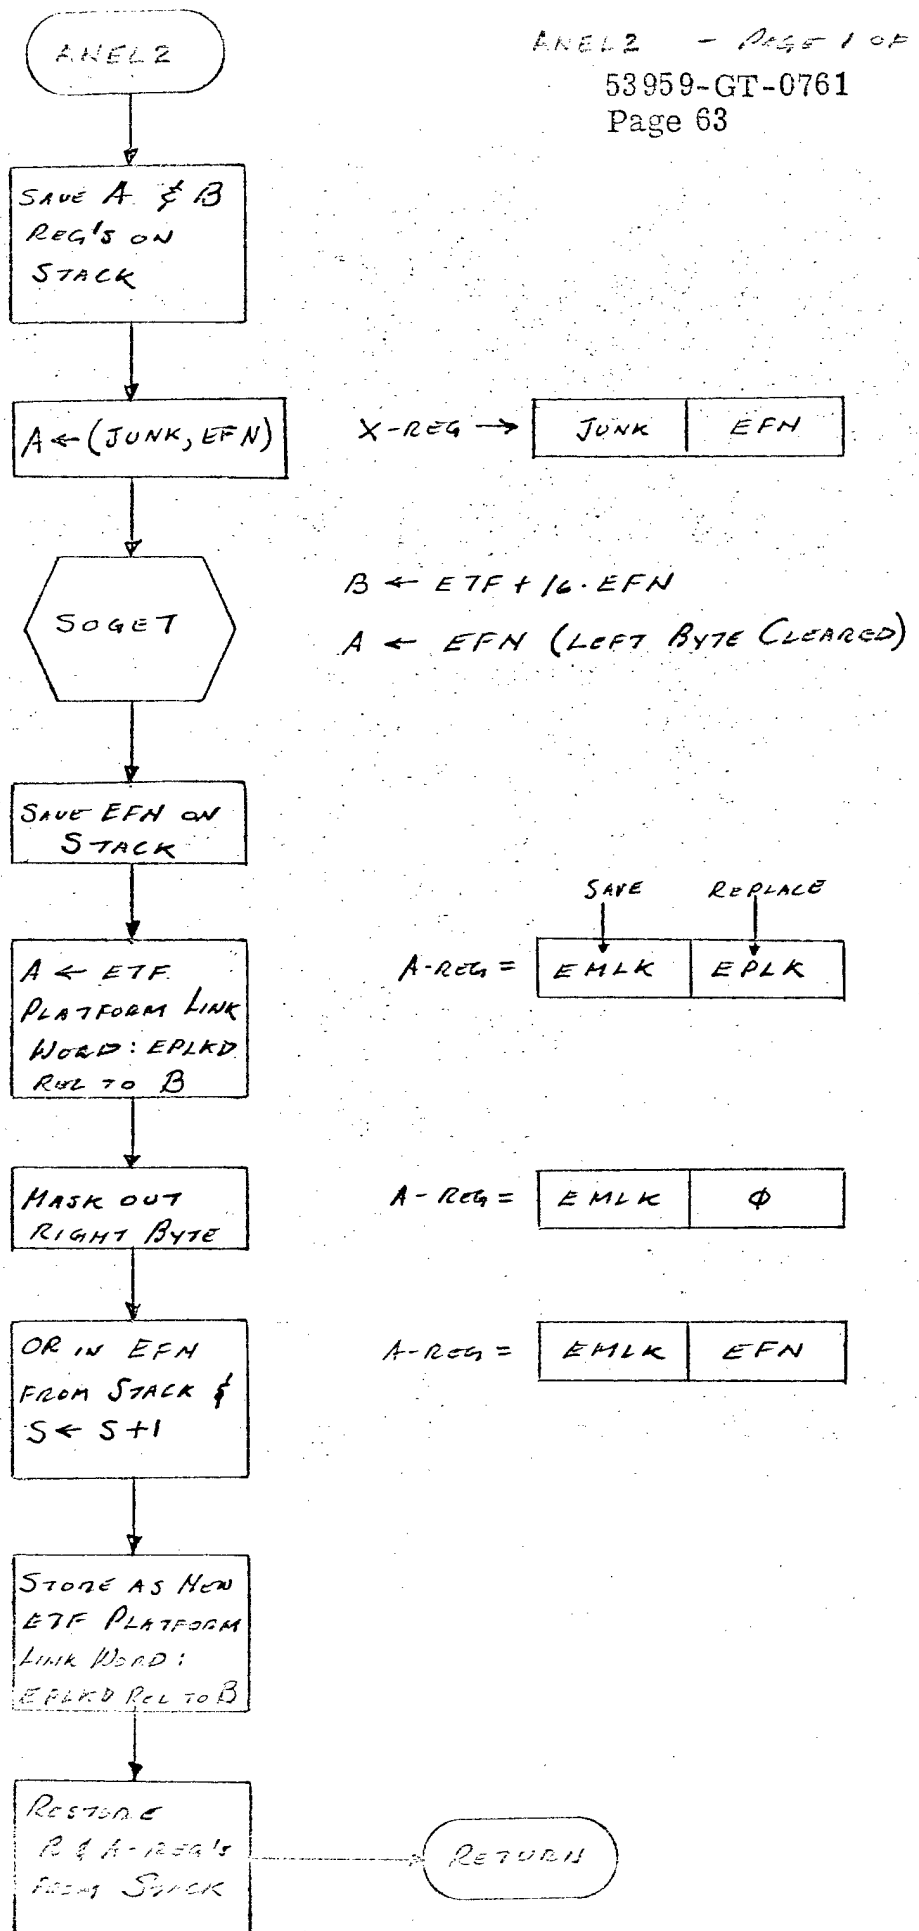 ANEL2
ANEL2 - PAGE 1 OF
53959-GT-0761
Page 63
SAVE A & B
REG'S ON
STACK
A ← (JUNK, EFN)
X-REG → JUNK EFN
SOGET
B ← ETF + 16·EFN
A ← EFN (LEFT BYTE CLEARED)
SAVE EFN ON
STACK
SAVE REPLACE
A ← ETF
PLATFORM LINK
WORD: EPLKD
REL TO B
A-REG = EMLK EPLK
MASK OUT
RIGHT BYTE
A-REG = EMLK φ
OR IN EFN
FROM STACK &
S ← S+1
A-REG = EMLK EFN
STORE AS NEW
ETF PLATFORM
LINK WORD:
EPLKD REL TO B
RESTORE
B & A-REG'S
FROM STACK
RETURN